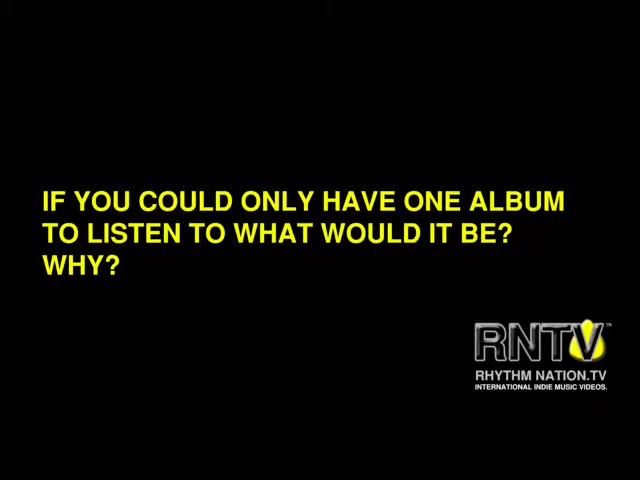 IF YOU COULD ONLY HAVE ONE ALBUM
TO LISTEN TO WHAT WOULD IT BE?
WHY?
RNTV™
RHYTHM NATION.TV
INTERNATIONAL INDIE MUSIC VIDEOS.